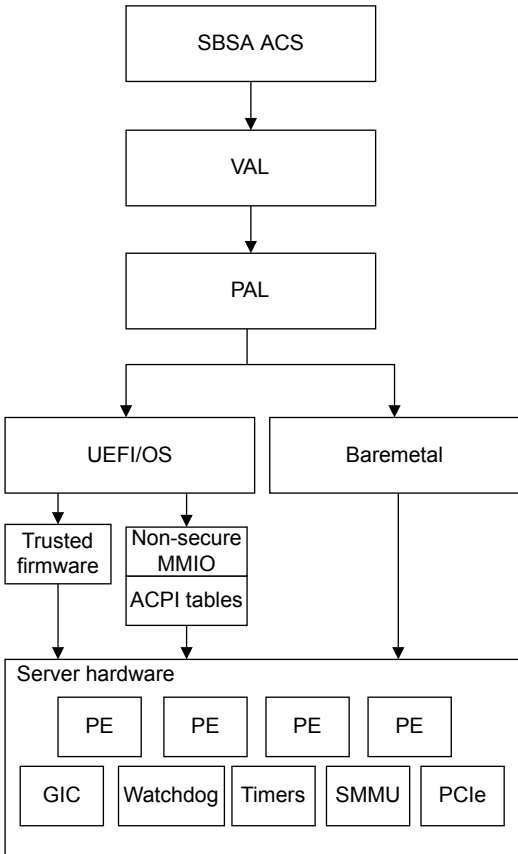 SBSA ACS
VAL
PAL
UEFI/OS
Baremetal
Trusted
firmware
Non-secure
MMIO
ACPI tables
Server hardware
PE
PE
PE
PE
GIC
Watchdog
Timers
SMMU
PCIe